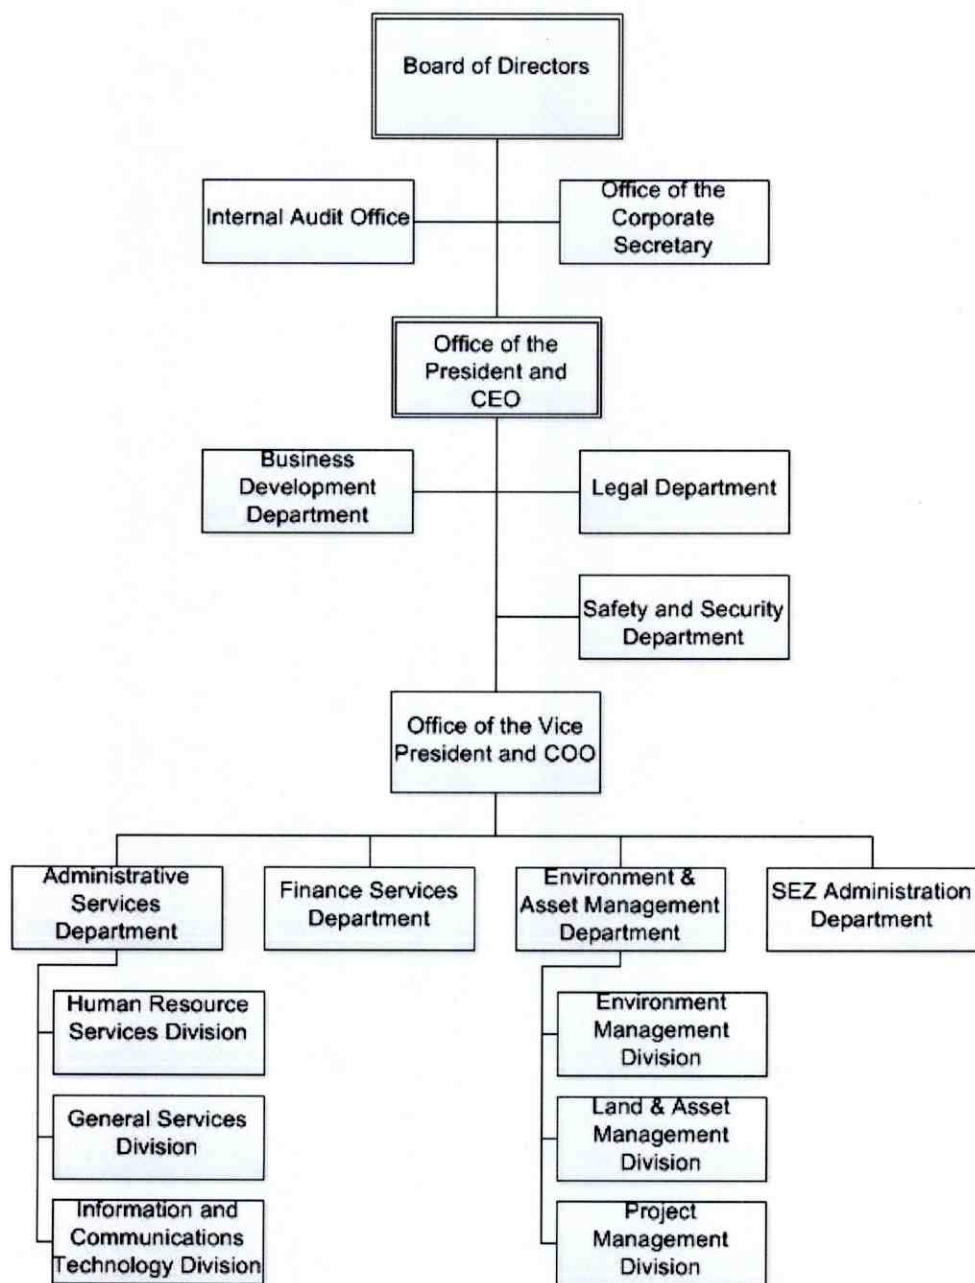 Board of Directors
Internal Audit Office
Office of the
Corporate
Secretary
Office of the
President and
CEO
Business
Development
Department
Legal Department
Safety and Security
Department
Office of the Vice
President and COO
Administrative
Services
Department
Finance Services
Department
Environment &
Asset Management
Department
SEZ Administration
Department
Human Resource
Services Division
General Services
Division
Information and
Communications
Technology Division
Environment
Management
Division
Land & Asset
Management
Division
Project
Management
Division